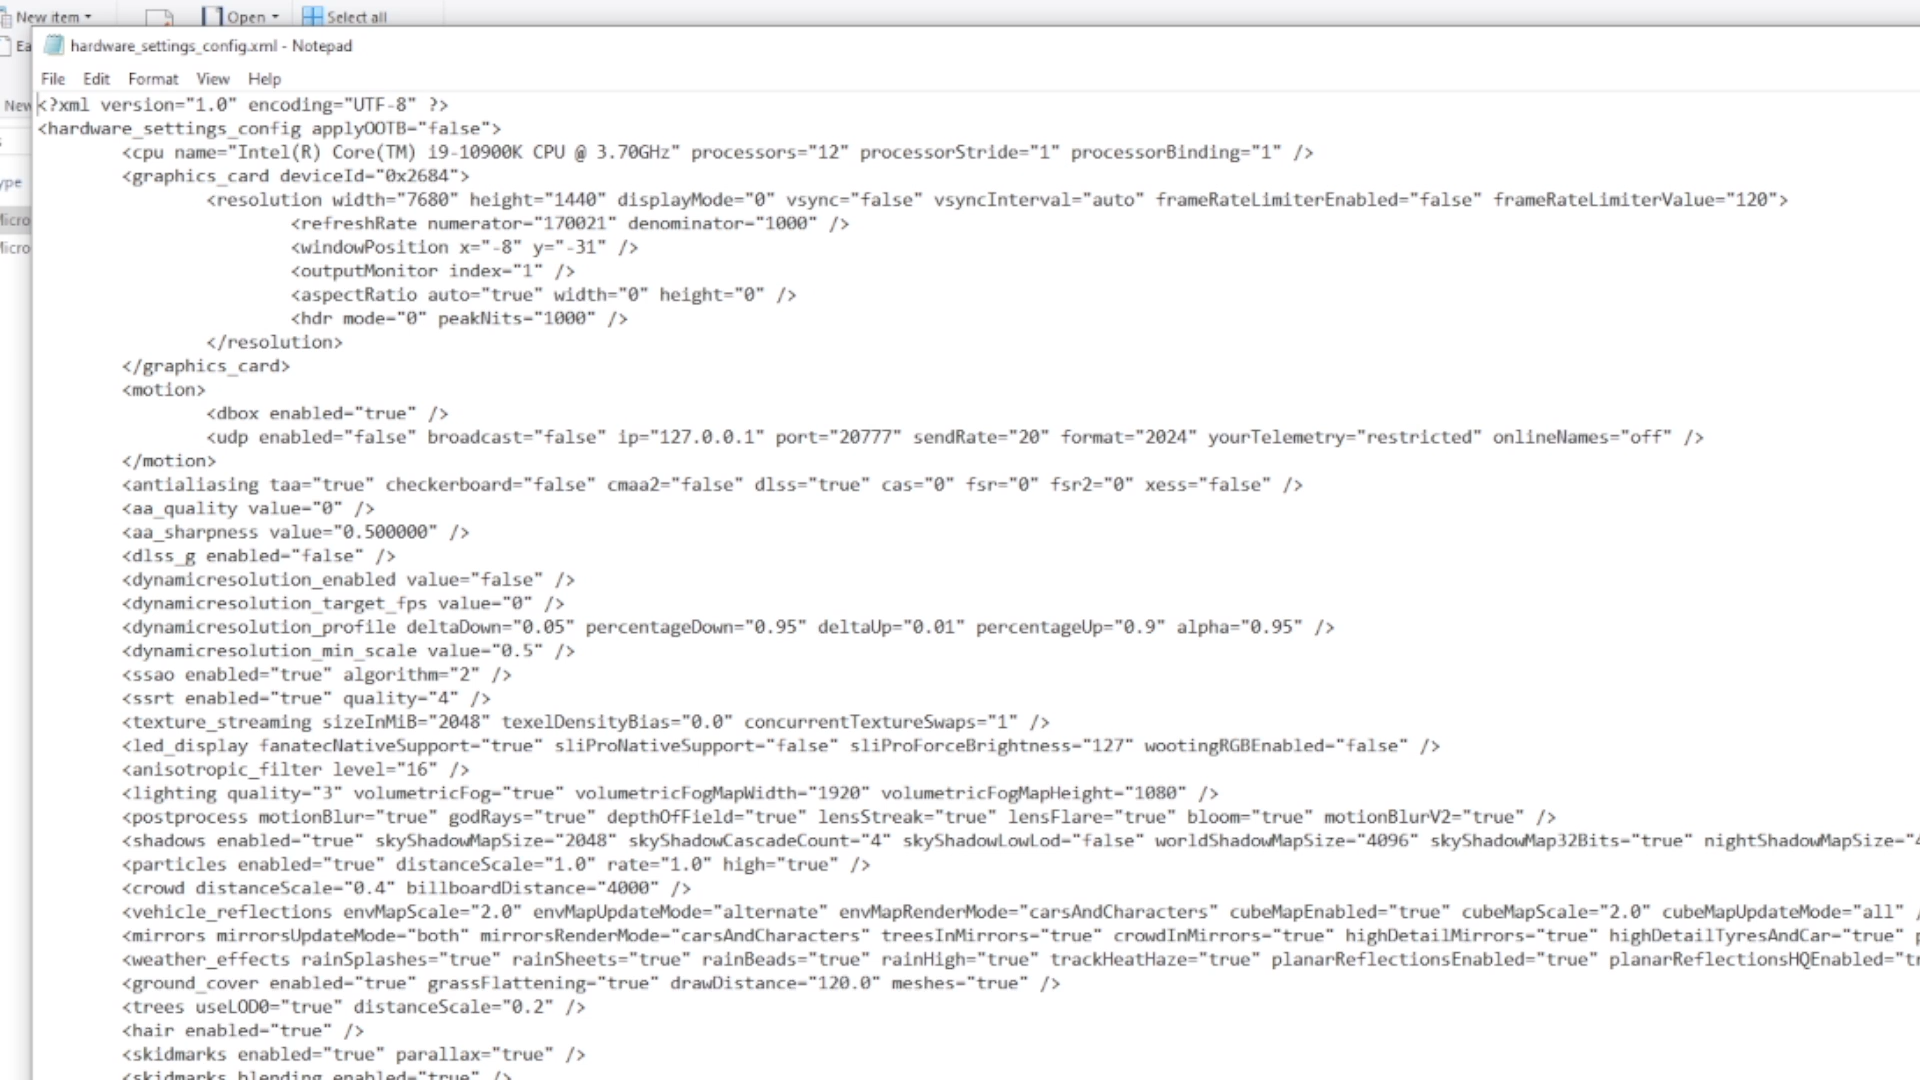 New item
Open
Select all
Ea
hardware_settings_config.xml - Notepad
File Edit Format View Help
New
<?xml version="1.0" encoding="UTF-8" ?>
<hardware_settings_config applyOOTB="false">
<cpu name="Intel(R) Core(TM) i9-10900K CPU @ 3.70GHz" processors="12" processorStride="1" processorBinding="1" />
<graphics_card deviceId="0x2684">
<resolution width="7680" height="1440" displayMode="0" vsync="false" vsyncInterval="auto" frameRateLimiterEnabled="false" frameRateLimiterValue="120">
<refreshRate numerator="170021" denominator="1000" />
<windowPosition x="-8" y="-31" />
<outputMonitor index="1" />
<aspectRatio auto="true" width="0" height="0" />
<hdr mode="0" peakNits="1000" />
</resolution>
</graphics_card>
<motion>
<dbox enabled="true" />
<udp enabled="false" broadcast="false" ip="127.0.0.1" port="20777" sendRate="20" format="2024" yourTelemetry="restricted" onlineNames="off" />
</motion>
<antialiasing taa="true" checkerboard="false" cmaa2="false" dlss="true" cas="0" fsr="0" fsr2="0" xess="false" />
<aa_quality value="0" />
<aa_sharpness value="0.500000" />
<dlss_g enabled="false" />
<dynamicresolution_enabled value="false" />
<dynamicresolution_target_fps value="0" />
<dynamicresolution_profile deltaDown="0.05" percentageDown="0.95" deltaUp="0.01" percentageUp="0.9" alpha="0.95" />
<dynamicresolution_min_scale value="0.5" />
<ssao enabled="true" algorithm="2" />
<ssrt enabled="true" quality="4" />
<texture_streaming sizeInMiB="2048" texelDensityBias="0.0" concurrentTextureSwaps="1" />
<led_display fanatecNativeSupport="true" sliProNativeSupport="false" sliProForceBrightness="127" wootingRGBEnabled="false" />
<anisotropic_filter level="16" />
<lighting quality="3" volumetricFog="true" volumetricFogMapWidth="1920" volumetricFogMapHeight="1080" />
<postprocess motionBlur="true" godRays="true" depthOfField="true" lensStreak="true" lensFlare="true" bloom="true" motionBlurV2="true" />
<shadows enabled="true" skyShadowMapSize="2048" skyShadowCascadeCount="4" skyShadowLowLod="false" worldShadowMapSize="4096" skyShadowMap32Bits="true" nightShadowMapSize="
<particles enabled="true" distanceScale="1.0" rate="1.0" high="true" />
<crowd distanceScale="0.4" billboardDistance="4000" />
<vehicle_reflections envMapScale="2.0" envMapUpdateMode="alternate" envMapRenderMode="carsAndCharacters" cubeMapEnabled="true" cubeMapScale="2.0" cubeMapUpdateMode="all"
<mirrors mirrorsUpdateMode="both" mirrorsRenderMode="carsAndCharacters" treesInMirrors="true" crowdInMirrors="true" highDetailMirrors="true" highDetailTyresAndCar="true"
<weather_effects rainSplashes="true" rainSheets="true" rainBeads="true" rainHigh="true" trackHeatHaze="true" planarReflectionsEnabled="true" planarReflectionsHQEnabled="
<ground_cover enabled="true" grassFlattening="true" drawDistance="120.0" meshes="true" />
<trees useLOD0="true" distanceScale="0.2" />
<hair enabled="true" />
<skidmarks enabled="true" parallax="true" />
<skidmarks_blending enabled="true" />